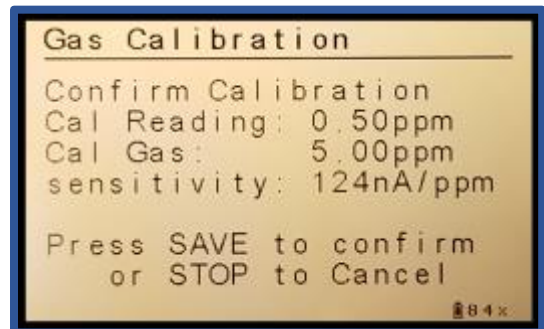 Gas Calibration
Confirm Calibration
Cal Reading: 0.50ppm
Cal Gas: 5.00ppm
sensitivity: 124nA/ppm
Press SAVE to confirm
or STOP to Cancel
84%